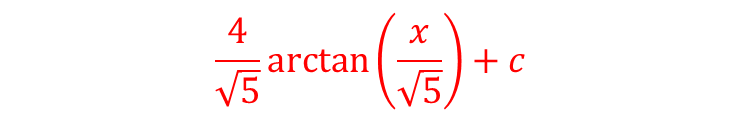 4/√5 arctan(x/√5) + c